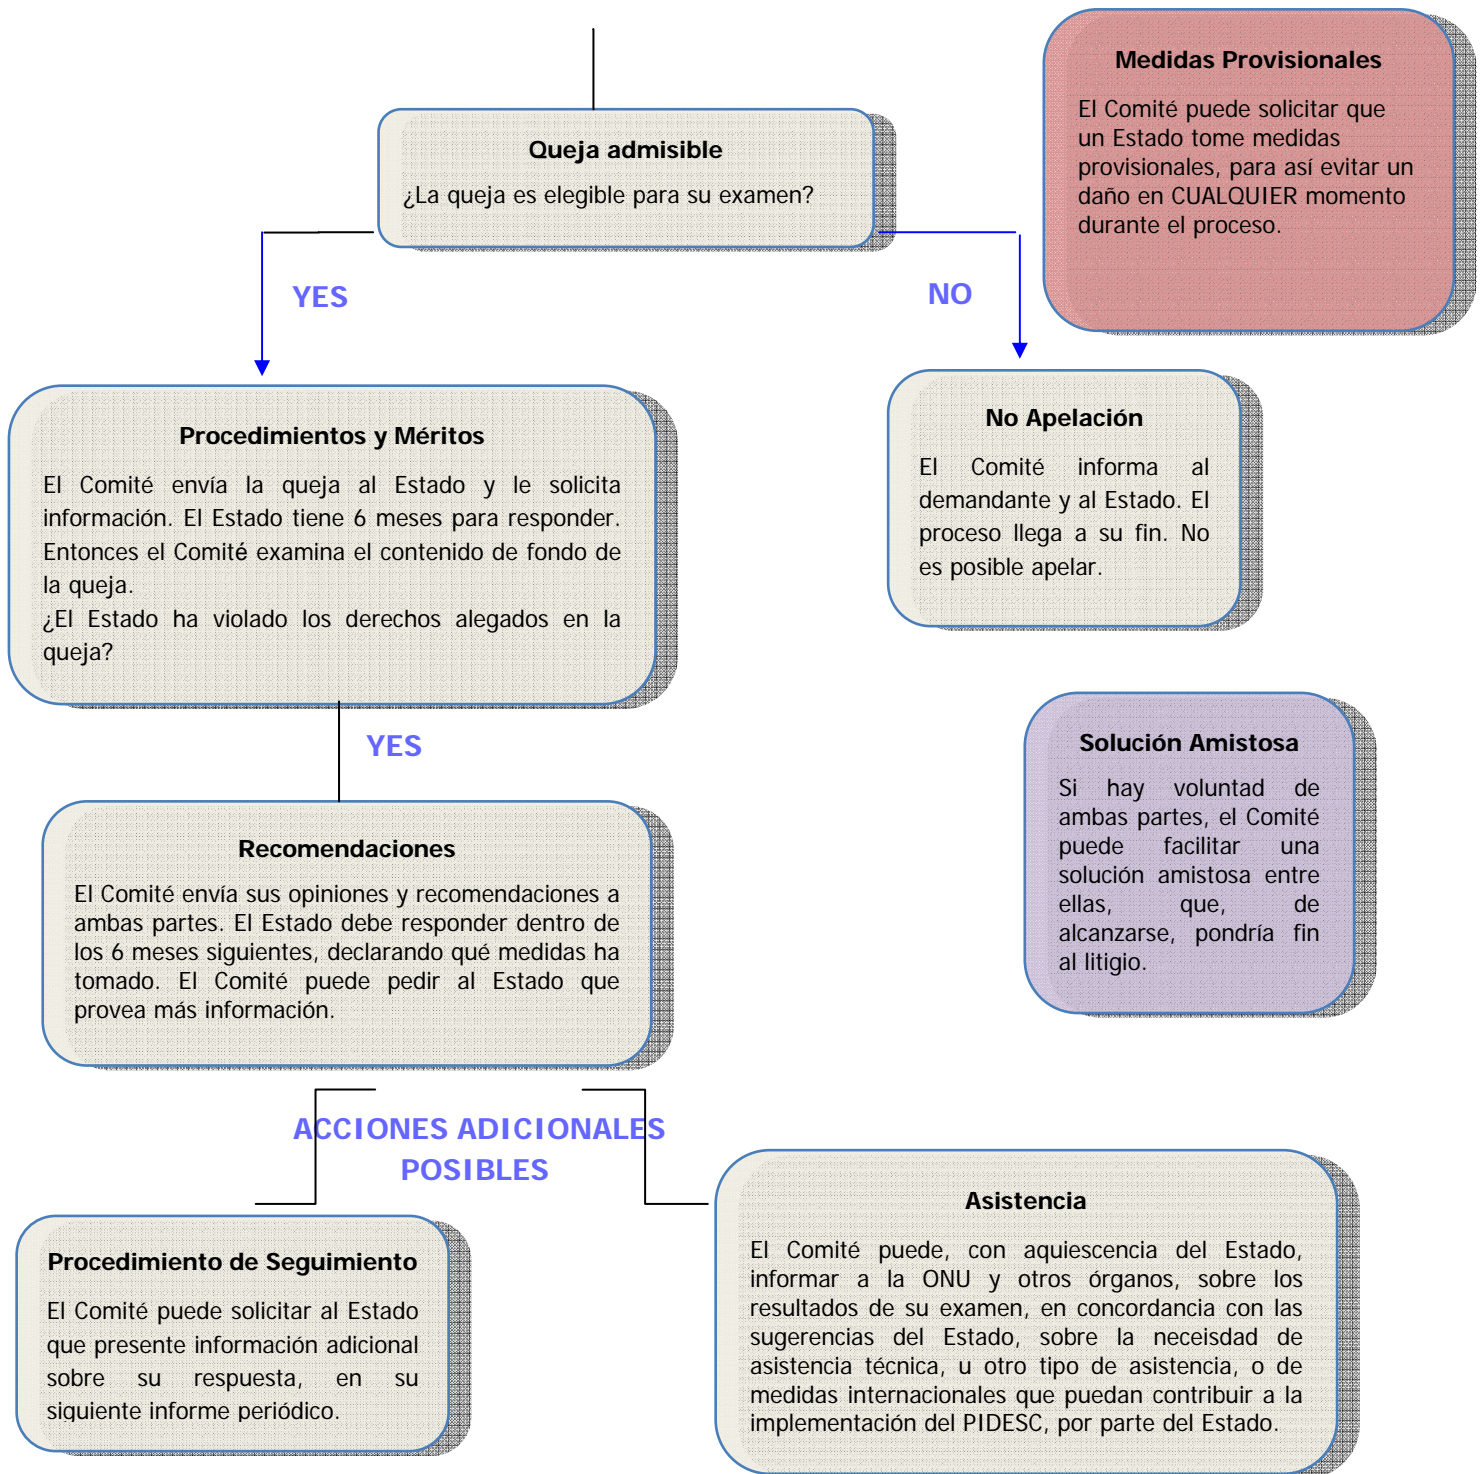 Medidas Provisionales
El Comité puede solicitar que
un Estado tome medidas
provisionales, para así evitar un
daño en CUALQUIER momento
durante el proceso.
Queja admisible
¿La queja es elegible para su examen?
YES
NO
Procedimientos y Méritos
El Comité envía la queja al Estado y le solicita
información. El Estado tiene 6 meses para responder.
Entonces el Comité examina el contenido de fondo de
la queja.
¿El Estado ha violado los derechos alegados en la
queja?
No Apelación
El Comité informa al
demandante y al Estado. El
proceso llega a su fin. No
es posible apelar.
YES
Solución Amistosa
Si hay voluntad de
ambas partes, el Comité
puede facilitar una
solución amistosa entre
ellas, que, de
alcanzarse, pondría fin
al litigio.
Recomendaciones
El Comité envía sus opiniones y recomendaciones a
ambas partes. El Estado debe responder dentro de
los 6 meses siguientes, declarando qué medidas ha
tomado. El Comité puede pedir al Estado que
provea más información.
ACCIONES ADICIONALES
POSIBLES
Procedimiento de Seguimiento
El Comité puede solicitar al Estado
que presente información adicional
sobre su respuesta, en su
siguiente informe periódico.
Asistencia
El Comité puede, con aquiescencia del Estado,
informar a la ONU y otros órganos, sobre los
resultados de su examen, en concordancia con las
sugerencias del Estado, sobre la neceisdad de
asistencia técnica, u otro tipo de asistencia, o de
medidas internacionales que puedan contribuir a la
implementación del PIDESC, por parte del Estado.